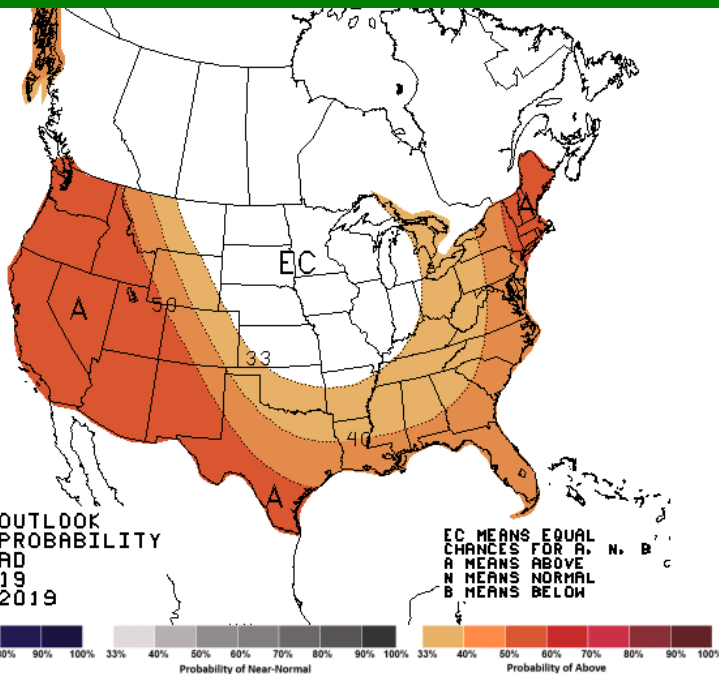 A
EC
A
50
33
40
A
OUTLOOK
PROBABILITY
AD
19
2019
EC MEANS EQUAL
CHANCES FOR A, N, B
A MEANS ABOVE C
N MEANS NORMAL
B MEANS BELOW
90% 100% 33% 40% 50% 60% 70% 80% 90% 100% 33% 40% 50% 60% 70% 80% 90% 100%
Probability of Near-Normal Probability of Above